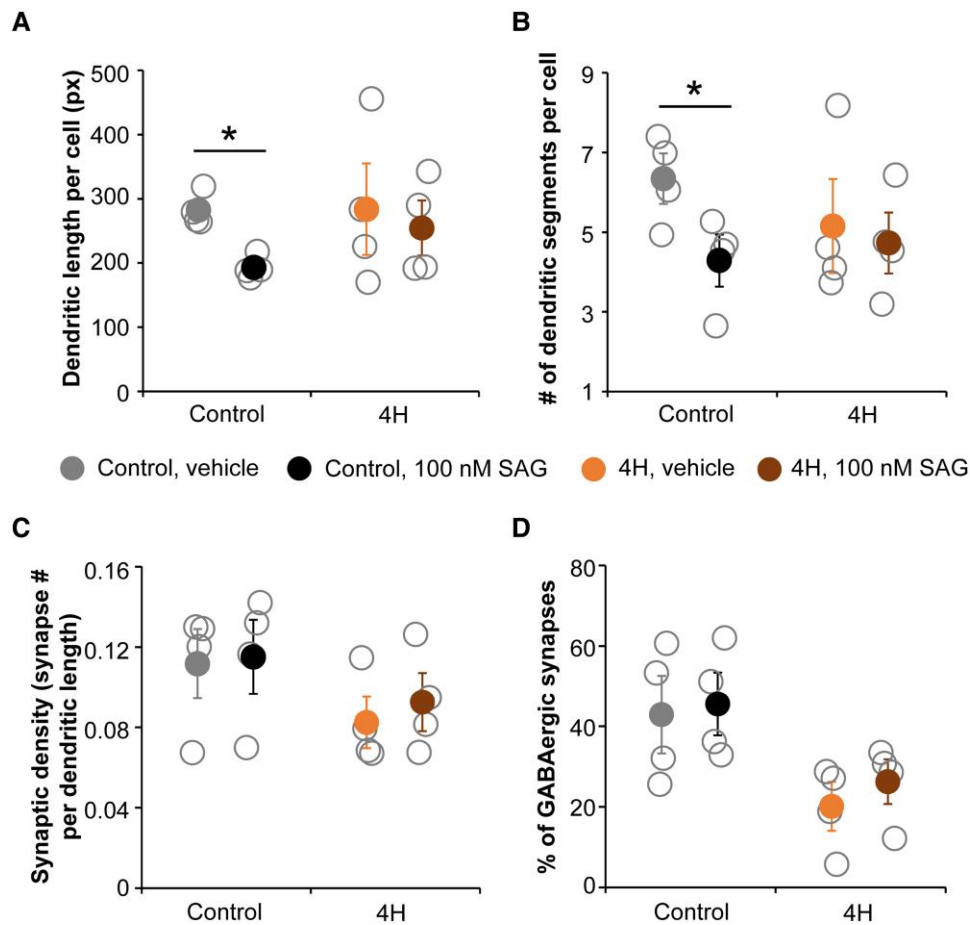 A
Dendritic length per cell (px)
500
400
300
200
100
0
*
Control
4H
B
# of dendritic segments per cell
9
7
5
3
1
*
Control
4H
Control, vehicle
Control, 100 nM SAG
4H, vehicle
4H, 100 nM SAG
C
Synaptic density (synapse #
per dendritic length)
0.16
0.12
0.08
0.04
0
Control
4H
D
% of GABAergic synapses
80
60
40
20
0
Control
4H